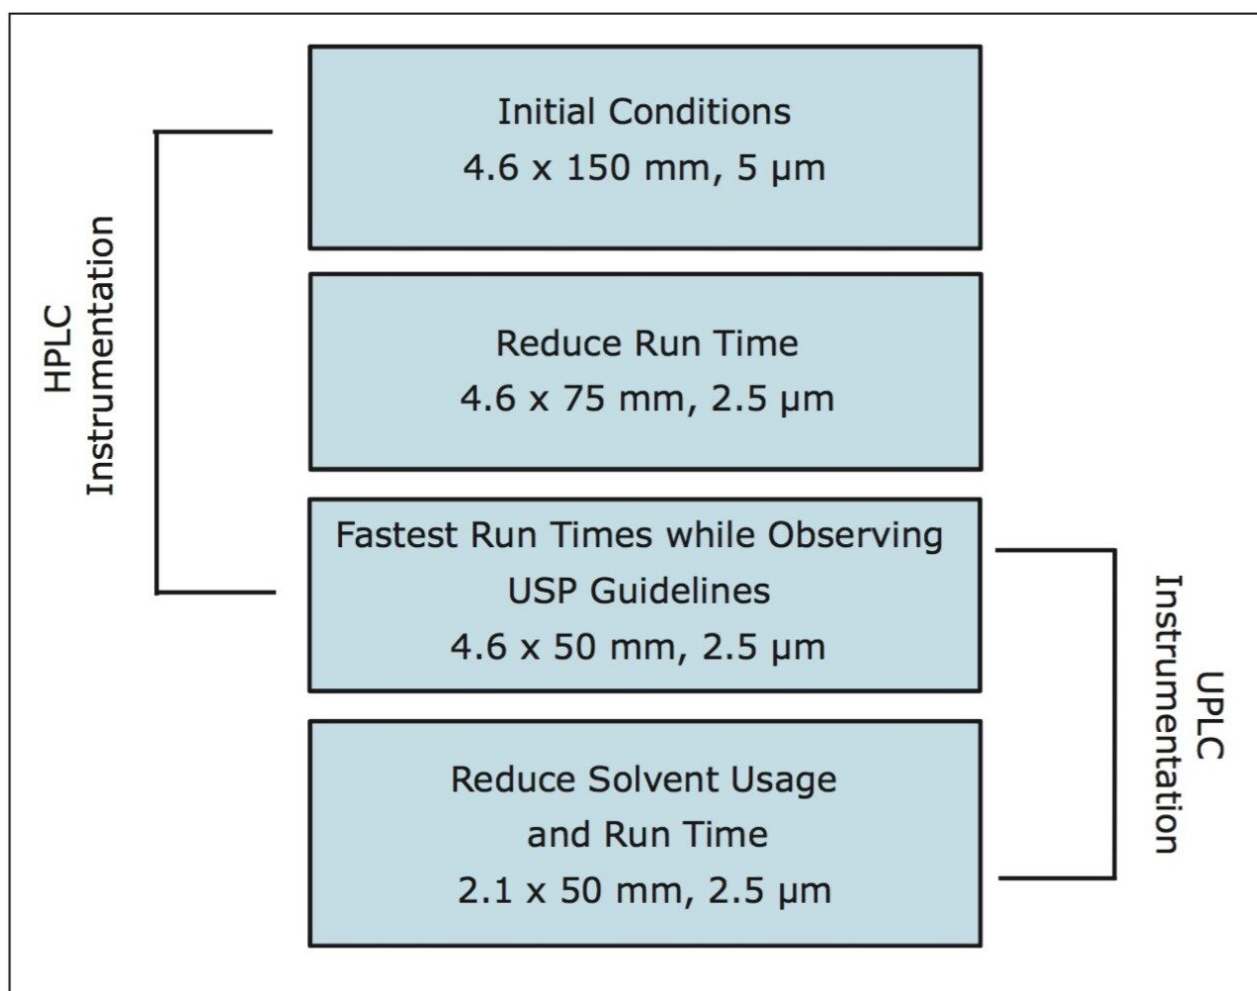 Initial Conditions
4.6 x 150 mm, 5 µm
HPLC
Instrumentation
Reduce Run Time
4.6 x 75 mm, 2.5 µm
Fastest Run Times while Observing
USP Guidelines
4.6 x 50 mm, 2.5 µm
UPLC
Instrumentation
Reduce Solvent Usage
and Run Time
2.1 x 50 mm, 2.5 µm